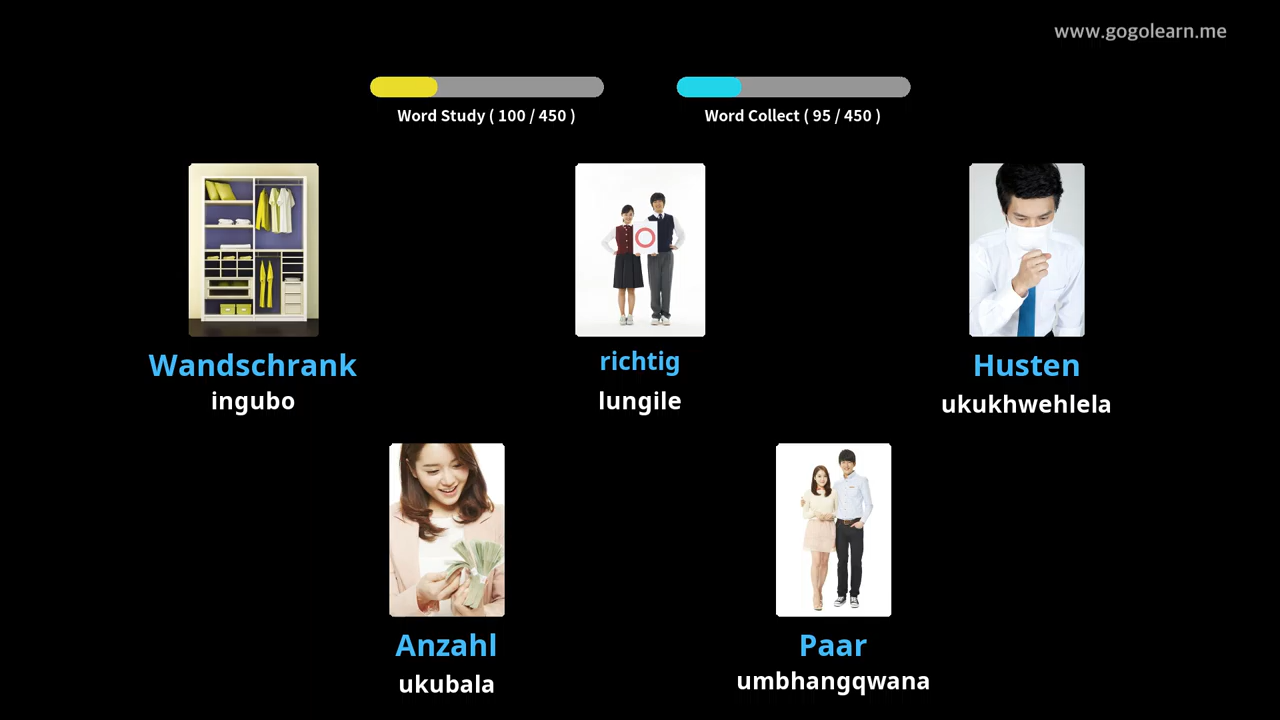 www.gogolearn.me
Word Study ( 100 / 450 )
Word Collect ( 95 / 450 )
Wandschrank
ingubo
richtig
lungile
Husten
ukukhwehlela
Anzahl
ukubala
Paar
umbhangqwana